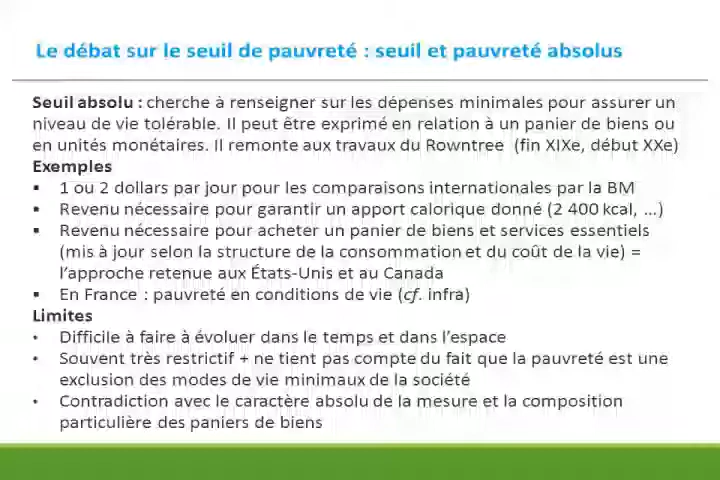 Le débat sur le seuil de pauvreté : seuil et pauvreté absolus
Seuil absolu : cherche à renseigner sur les dépenses minimales pour assurer un
niveau de vie tolérable. Il peut être exprimé en relation à un panier de biens ou
en unités monétaires. Il remonte aux travaux du Rowntree (fin XIXe, début XXe)
Exemples
▪ 1 ou 2 dollars par jour pour les comparaisons internationales par la BM
▪ Revenu nécessaire pour garantir un apport calorique donné (2 400 kcal, ...)
▪ Revenu nécessaire pour acheter un panier de biens et services essentiels
(mis à jour selon la structure de la consommation et du coût de la vie) =
l'approche retenue aux États-Unis et au Canada
▪ En France : pauvreté en conditions de vie (cf. infra)
Limites
• Difficile à faire à évoluer dans le temps et dans l'espace
• Souvent très restrictif + ne tient pas compte du fait que la pauvreté est une
exclusion des modes de vie minimaux de la société
• Contradiction avec le caractère absolu de la mesure et la composition
particulière des paniers de biens